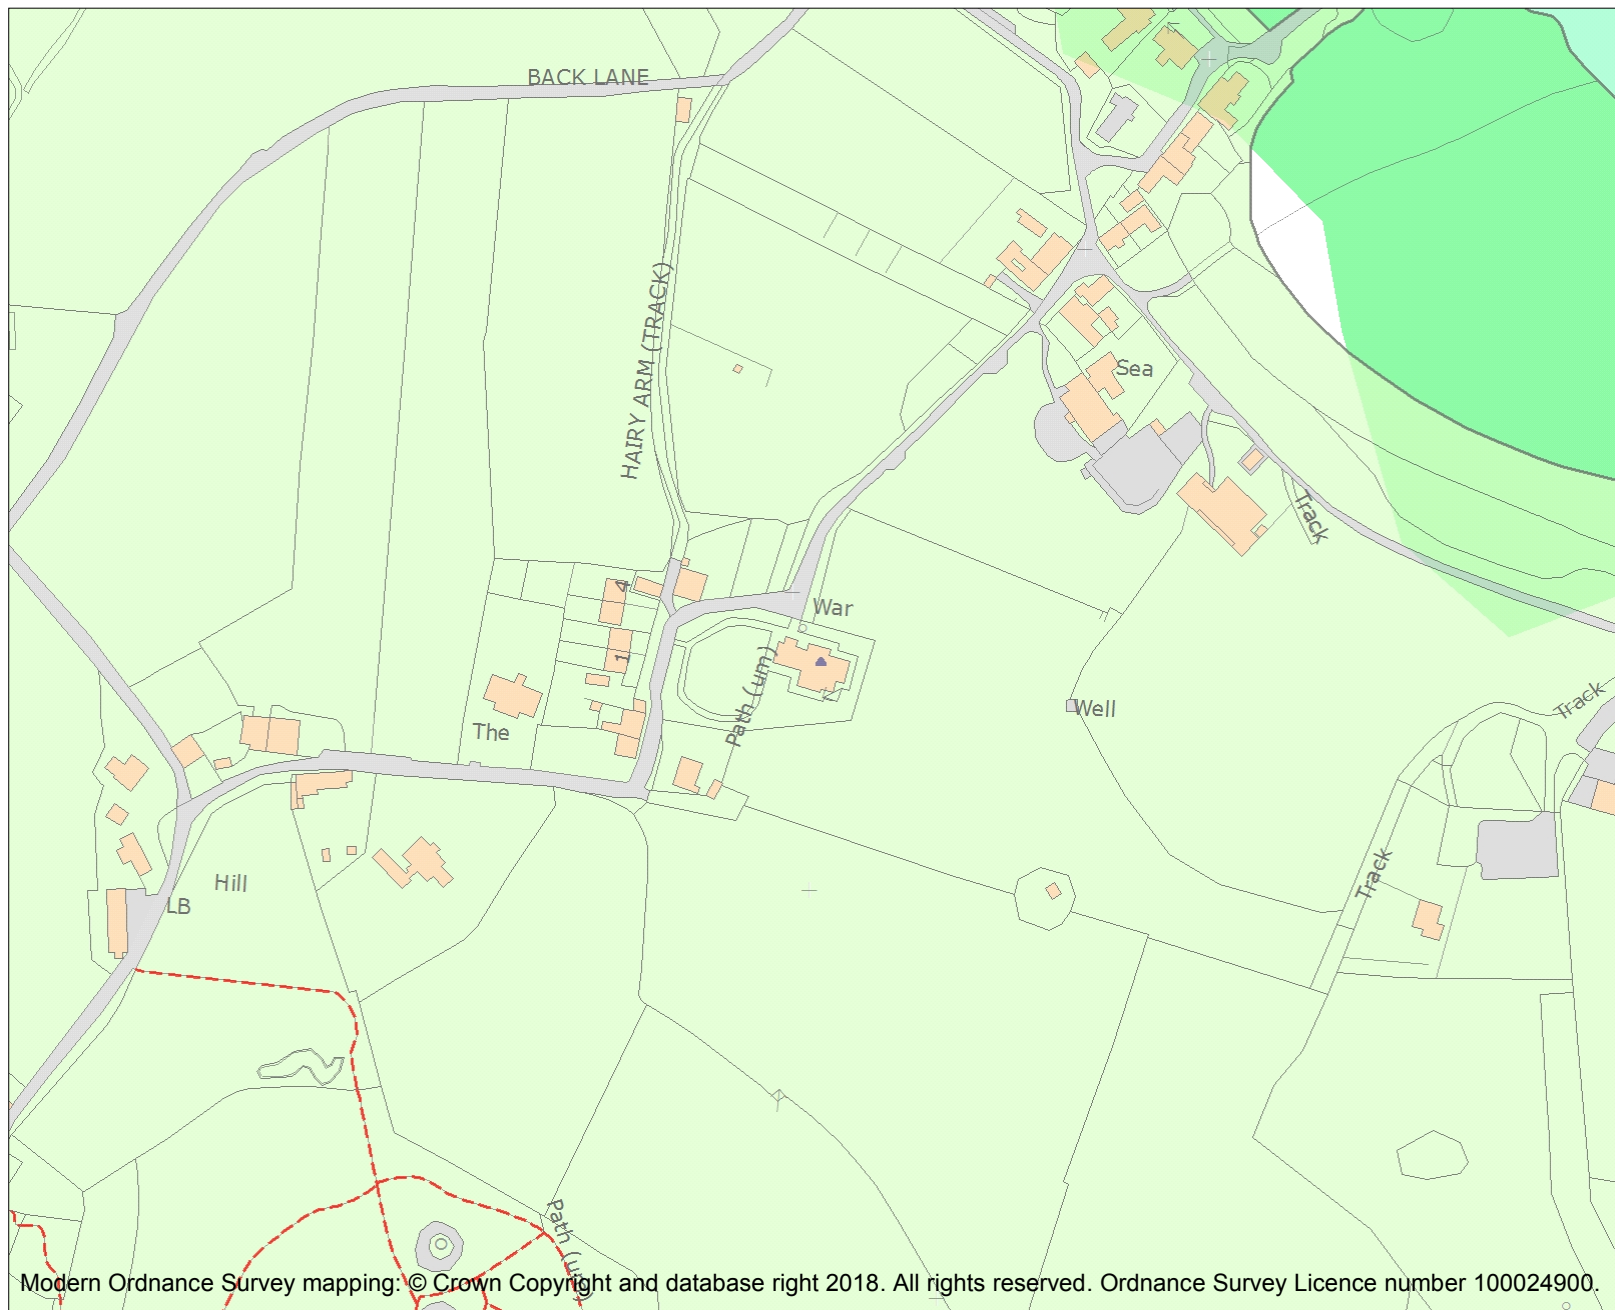 BACK LANE
HAIRY ARM (TRACK)
Sea
Track
4
War
1
Path (um)
The
Well
Track
Track
Hill
LB
Path (um)
Modern Ordnance Survey mapping: © Crown Copyright and database right 2018. All rights reserved. Ordnance Survey Licence number 100024900.